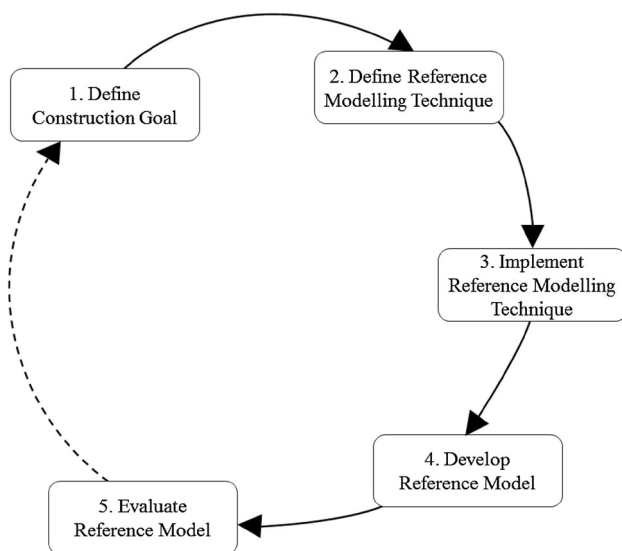 1. Define
Construction Goal
2. Define Reference
Modelling Technique
3. Implement
Reference Modelling
Technique
4. Develop
Reference Model
5. Evaluate
Reference Model